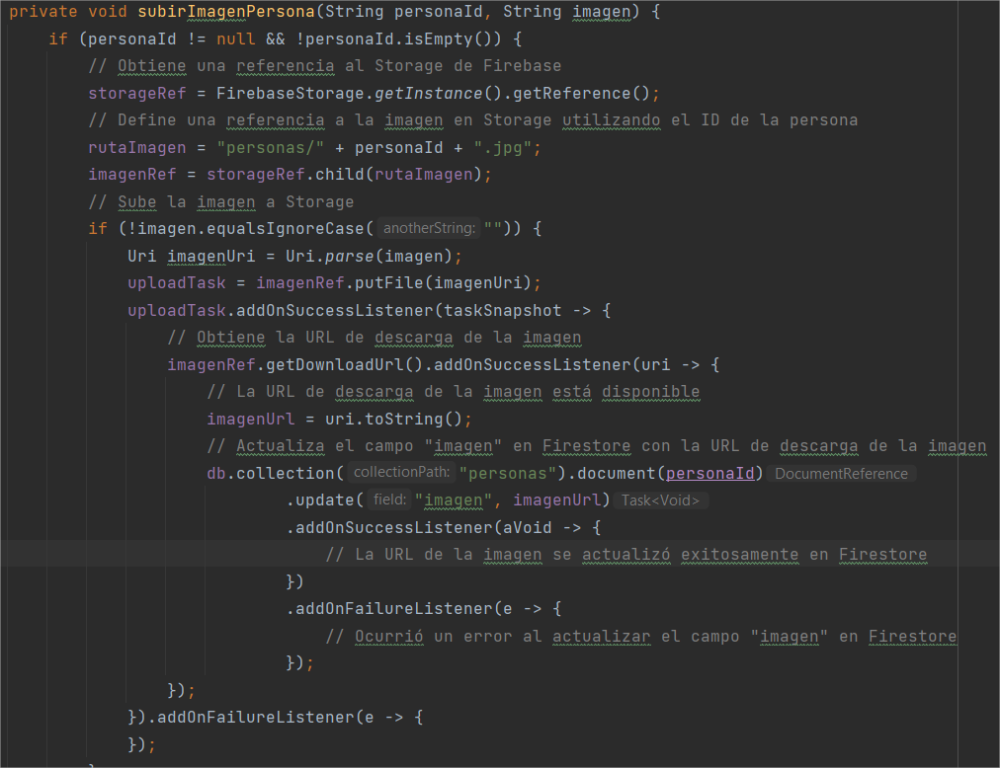 private void subirImagenPersona(String personaId, String imagen) {
if (personaId != null && !personaId.isEmpty()) {
// Obtiene una referencia al Storage de Firebase
storageRef = FirebaseStorage.getInstance().getReference();
// Define una referencia a la imagen en Storage utilizando el ID de la persona
rutaImagen = "personas/" + personaId + ".jpg";
imagenRef = storageRef.child(rutaImagen);
// Sube la imagen a Storage
if (!imagen.equalsIgnoreCase( anotherString: "")) {
Uri imagenUri = Uri.parse(imagen);
uploadTask = imagenRef.putFile(imagenUri);
uploadTask.addOnSuccessListener(taskSnapshot -> {
// Obtiene la URL de descarga de la imagen
imagenRef.getDownloadUrl().addOnSuccessListener(uri -> {
// La URL de descarga de la imagen está disponible
imagenUrl = uri.toString();
// Actualiza el campo "imagen" en Firestore con la URL de descarga de la imagen
db.collection( collectionPath: "personas").document(personaId) DocumentReference
.update( field: "imagen", imagenUrl) Task<Void>
.addOnSuccessListener(aVoid -> {
// La URL de la imagen se actualizó exitosamente en Firestore
})
.addOnFailureListener(e -> {
// Ocurrió un error al actualizar el campo "imagen" en Firestore
});
});
}).addOnFailureListener(e -> {
});